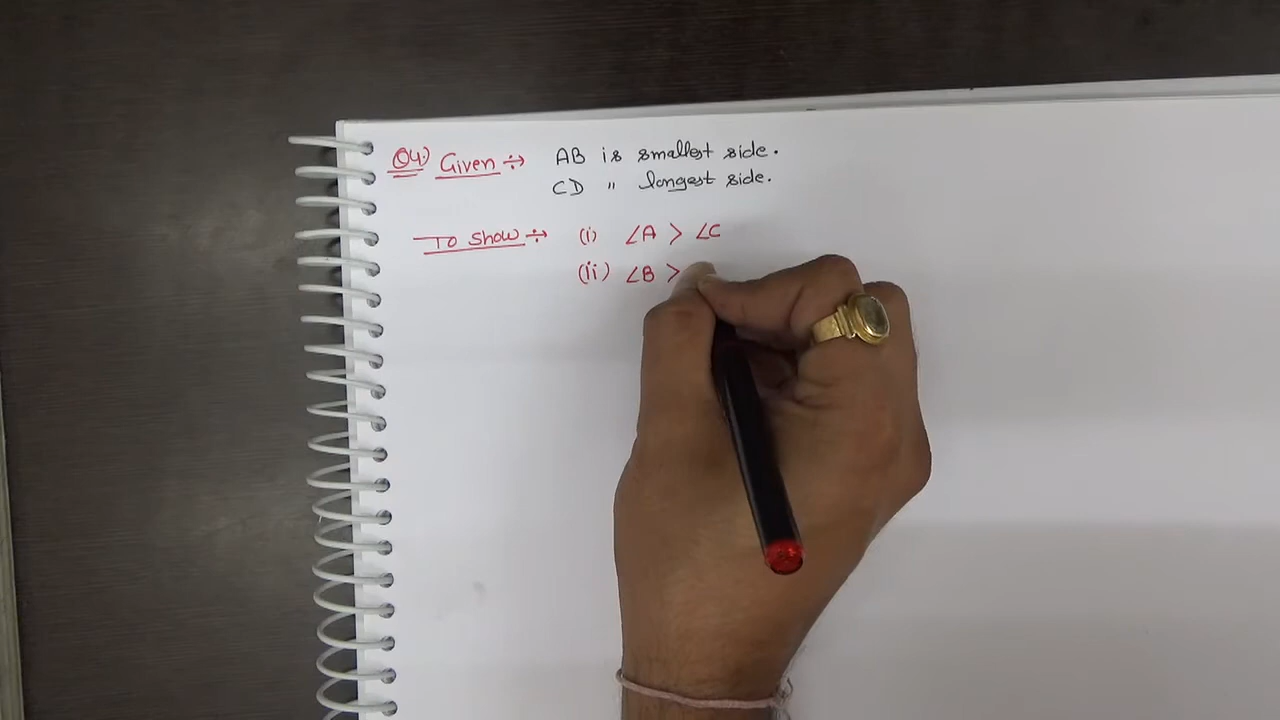 Q4.) Given ÷> AB is smallest side.
CD " longest side.
To show ÷> (i) ∠A > ∠C
(ii) ∠B >